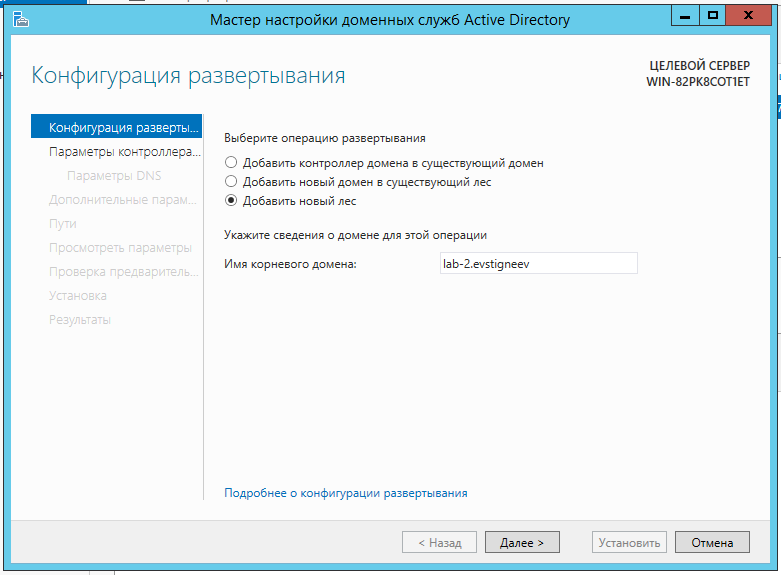 Мастер настройки доменных служб Active Directory
Конфигурация развертывания
ЦЕЛЕВОЙ СЕРВЕР
WIN-82PK8COT1ET
Конфигурация разверты...
Параметры контроллера...
Параметры DNS
Дополнительные парам...
Пути
Просмотреть параметры
Проверка предваритель...
Установка
Результаты
Выберите операцию развертывания
Добавить контроллер домена в существующий домен
Добавить новый домен в существующий лес
Добавить новый лес
Укажите сведения о домене для этой операции
Имя корневого домена:
lab-2.evstigneev
Подробнее о конфигурации развертывания
< Назад
Далее >
Установить
Отмена